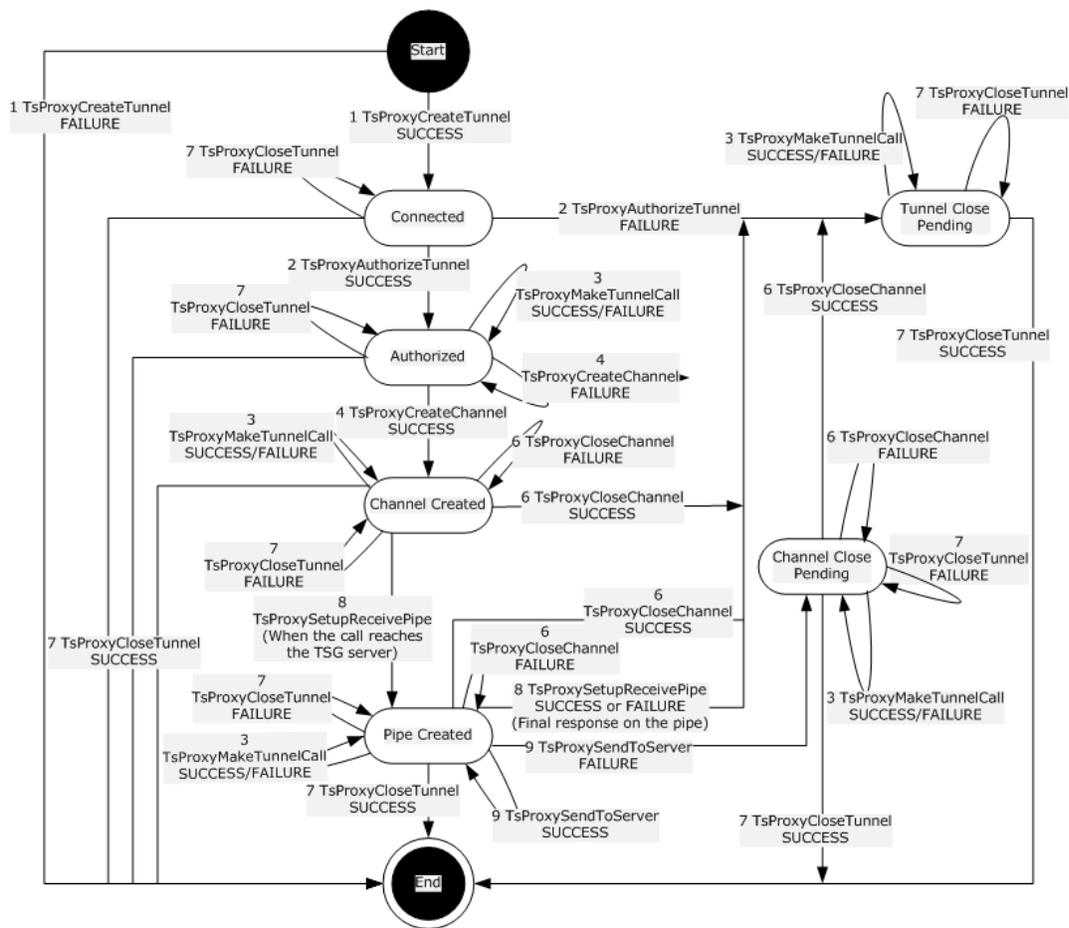 Start
1 TsProxyCreateTunnel
FAILURE
1 TsProxyCreateTunnel
SUCCESS
7 TsProxyCloseTunnel
FAILURE
3 TsProxyMakeTunnelCall
SUCCESS/FAILURE
7 TsProxyCloseTunnel
FAILURE
Connected
2 TsProxyAuthorizeTunnel
FAILURE
Tunnel Close
Pending
2 TsProxyAuthorizeTunnel
SUCCESS
7
TsProxyCloseTunnel
FAILURE
3
TsProxyMakeTunnelCall
SUCCESS/FAILURE
6 TsProxyCloseChannel
SUCCESS
7 TsProxyCloseTunnel
SUCCESS
Authorized
4
TsProxyCreateChannel
FAILURE
4 TsProxyCreateChannel
SUCCESS
3
TsProxyMakeTunnelCall
SUCCESS/FAILURE
6 TsProxyCloseChannel
FAILURE
6 TsProxyCloseChannel
FAILURE
Channel Created
6 TsProxyCloseChannel
SUCCESS
7
TsProxyCloseTunnel
FAILURE
Channel Close
Pending
7
TsProxyCloseTunnel
FAILURE
8
TsProxySetupReceivePipe
(When the call reaches
the TSG server)
6
TsProxyCloseChannel
SUCCESS
7 TsProxyCloseTunnel
SUCCESS
6
TsProxyCloseChannel
FAILURE
7
TsProxyCloseTunnel
FAILURE
8 TsProxySetupReceivePipe
SUCCESS or FAILURE
(Final response on the pipe)
3 TsProxyMakeTunnelCall
SUCCESS/FAILURE
Pipe Created
3
TsProxyMakeTunnelCall
SUCCESS/FAILURE
9 TsProxySendToServer
FAILURE
7 TsProxyCloseTunnel
SUCCESS
9 TsProxySendToServer
SUCCESS
7 TsProxyCloseTunnel
SUCCESS
End